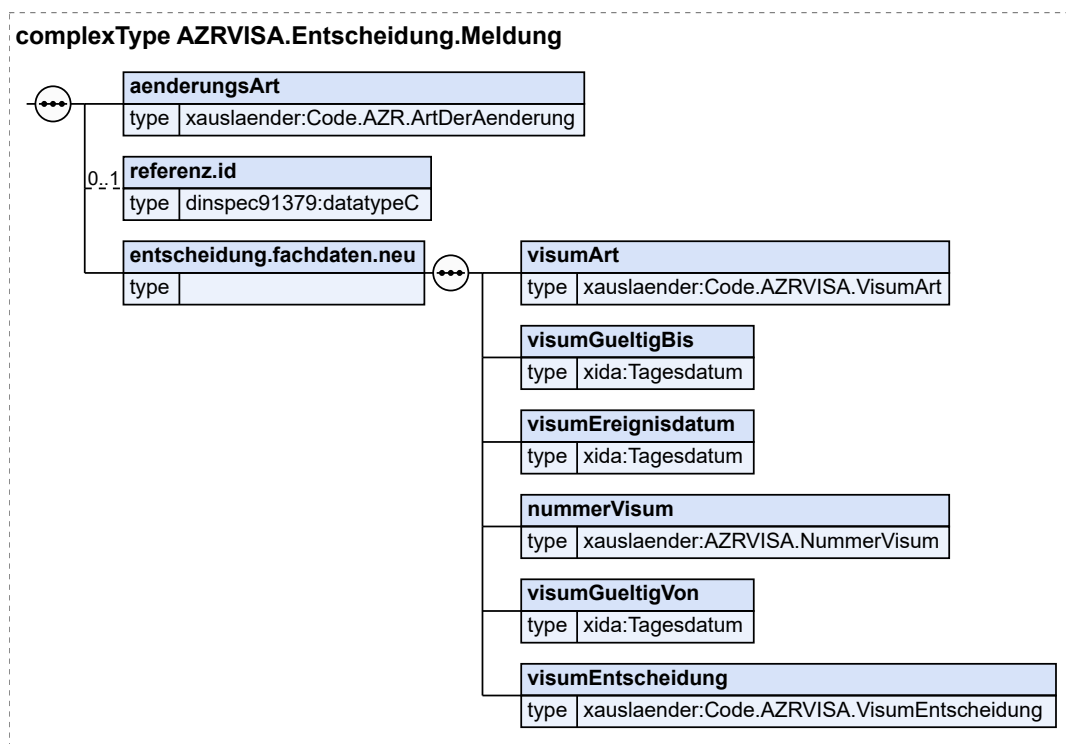 complexType AZRVISA.Entscheidung.Meldung
aenderungsArt
type xauslaender:Code.AZR.ArtDerAenderung
0..1
referenz.id
type dinspec91379:datatypeC
entscheidung.fachdaten.neu
type
visumArt
type xauslaender:Code.AZRVISA.VisumArt
visumGueltigBis
type xida:Tagesdatum
visumEreignisdatum
type xida:Tagesdatum
nummerVisum
type xauslaender:AZRVISA.NummerVisum
visumGueltigVon
type xida:Tagesdatum
visumEntscheidung
type xauslaender:Code.AZRVISA.VisumEntscheidung